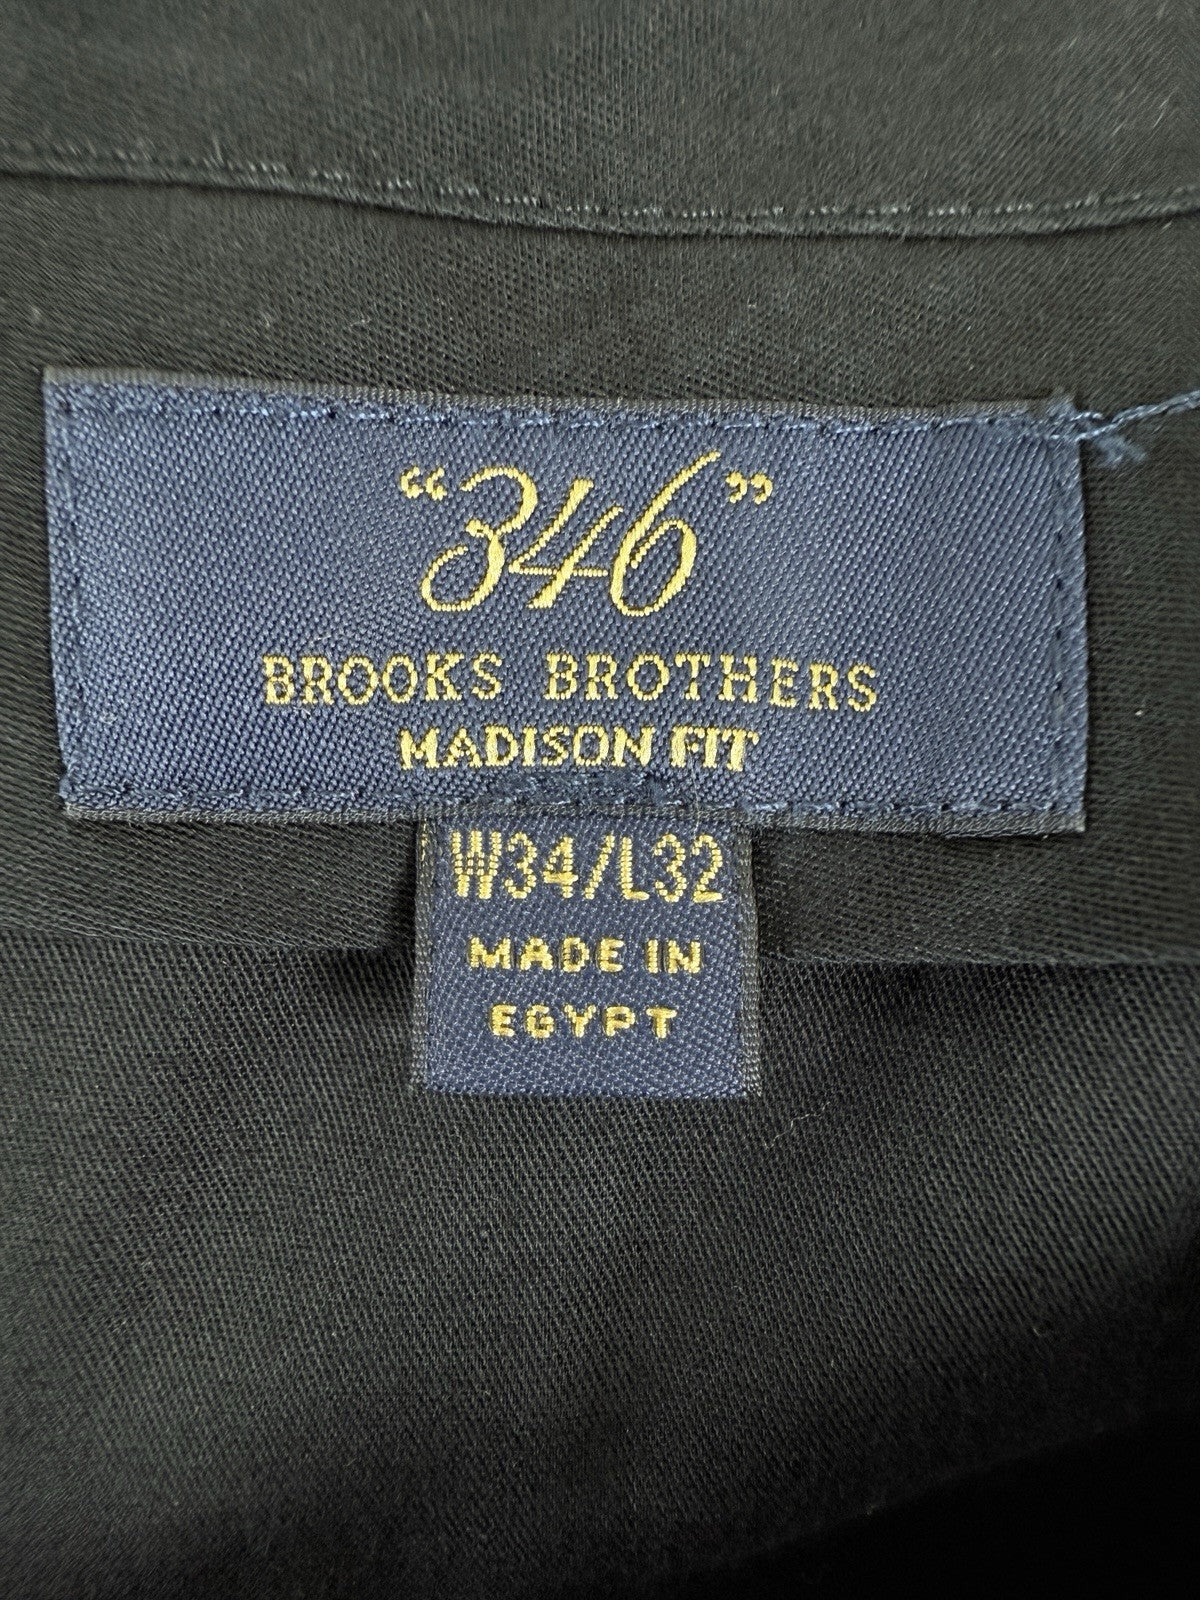 “346”
BROOKS BROTHERS
MADISON FIT
W34/L32
MADE IN
EGYPT